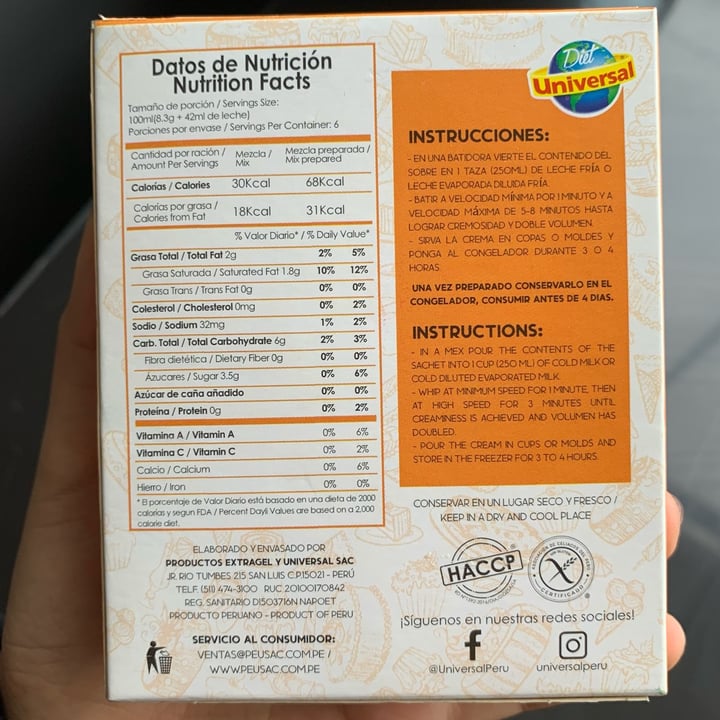 Datos de Nutrición
Nutrition Facts
Tamaño de porción / Servings Size:
100ml(8,3g + 42ml de leche)
Porciones por envase / Servings Per Container: 6
Cantidad por ración /
Amount Per Servings
Mezcla /
Mix
Mezcla preparada /
Mix prepared
Calorías / Calories 30Kcal 68Kcal
Calorías por grasa /
Calories from Fat
18Kcal 31Kcal
% Valor Diario* / % Daily Value*
Grasa Total / Total Fat 2g 2% 5%
Grasa Saturada / Saturated Fat 1.8g 10% 12%
Grasa Trans / Trans Fat 0g 0% 0%
Colesterol / Cholesterol 0mg 0% 2%
Sodio / Sodium 32mg 1% 2%
Carb. Total / Total Carbohydrate 6g 2% 3%
Fibra dietética / Dietary Fiber 0g 0% 0%
Azucares / Sugar 3.5g 0% 6%
Azúcar de caña añadido 0% 0%
Proteína / Protein 0g 0% 2%
Vitamina A / Vitamin A 0% 6%
Vitamina C / Vitamin C 0% 2%
Calcio / Calcium 0% 6%
Hierro / Iron 0% 0%
* El porcentaje de Valor Diario está basado en una dieta de 2000
calorías y segun FDA / Percent Dayli Values are based on a 2,000
calorie diet.
ELABORADO Y ENVASADO POR
PRODUCTOS EXTRAGEL Y UNIVERSAL SAC
JR. RIO TUMBES 215 SAN LUIS C.P.15021 - PERÚ
TELF. (511) 474-3100 RUC 20100170842
REG. SANITARIO D1503716N NAPOET
PRODUCTO PERUANO - PRODUCT OF PERU
SERVICIO AL CONSUMIDOR:
VENTAS@PEUSAC.COM.PE /
WWW.PEUSAC.COM.PE
Diet
Universal
INSTRUCCIONES:
- EN UNA BATIDORA VIERTE EL CONTENIDO DEL
SOBRE EN 1 TAZA (250ML) DE LECHE FRÍA O
LECHE EVAPORADA DILUIDA FRÍA.
- BATIR A VELOCIDAD MÍNIMA POR 1 MINUTO Y A
VELOCIDAD MÁXIMA DE 5-8 MINUTOS HASTA
LOGRAR CREMOSIDAD Y DOBLE VOLUMEN.
- SIRVA LA CREMA EN COPAS O MOLDES Y
PONGA AL CONGELADOR DURANTE 3 O 4
HORAS.
UNA VEZ PREPARADO CONSERVARLO EN EL
CONGELADOR, CONSUMIR ANTES DE 4 DIAS.
INSTRUCTIONS:
- IN A MEX POUR THE CONTENTS OF THE
SACHET INTO 1 CUP (250 ML) OF COLD MILK OR
COLD DILUTED EVAPORATED MILK.
- WHIP AT MINIMUM SPEED FOR 1 MINUTE, THEN
AT HIGH SPEED FOR 3 MINUTES UNTIL
CREAMINESS IS ACHIEVED AND VOLUMEN HAS
DOUBLED.
- POUR THE CREAM IN CUPS OR MOLDS AND
STORE IN THE FREEZER FOR 3 TO 4 HOURS.
CONSERVAR EN UN LUGAR SECO Y FRESCO /
KEEP IN A DRY AND COOL PLACE
HACCP
CERTIFICADO
¡Síguenos en nuestras redes sociales!
@UniversalPeru
universalperu